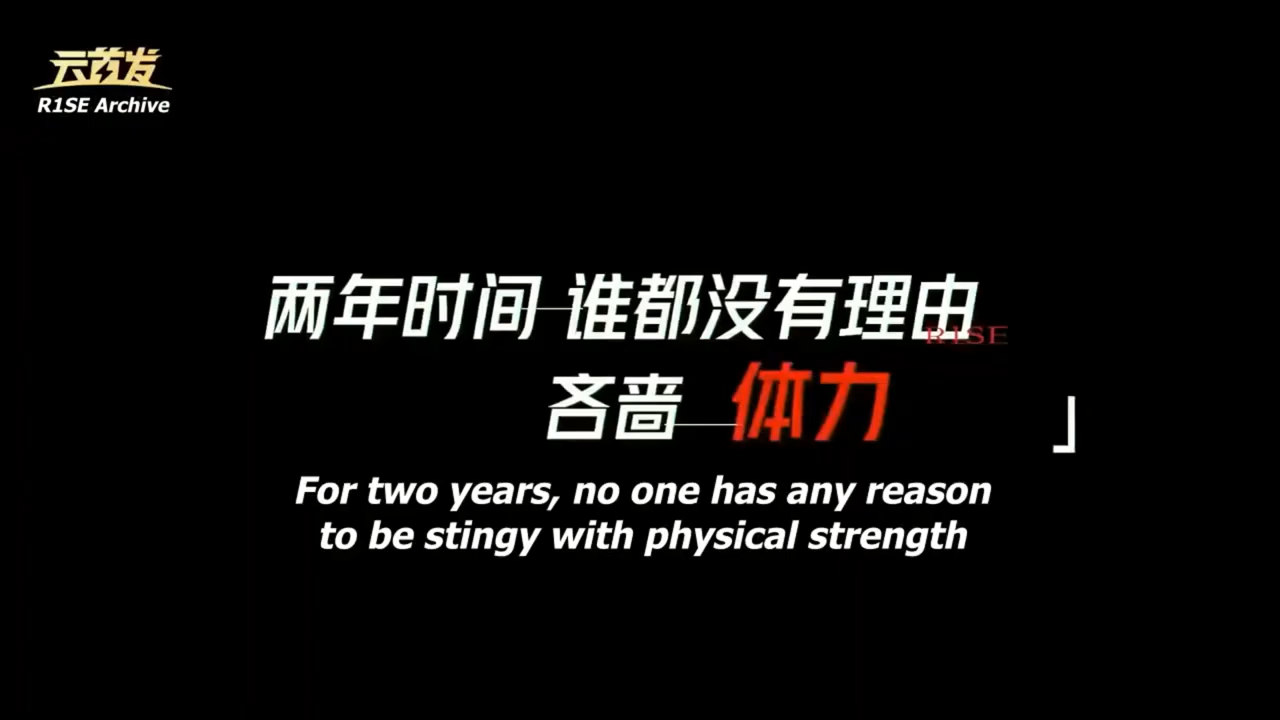 云蒸发
R1SE Archive
两年时间 谁都没有理由
R1SE
吝啬 体力 」
For two years, no one has any reason
to be stingy with physical strength